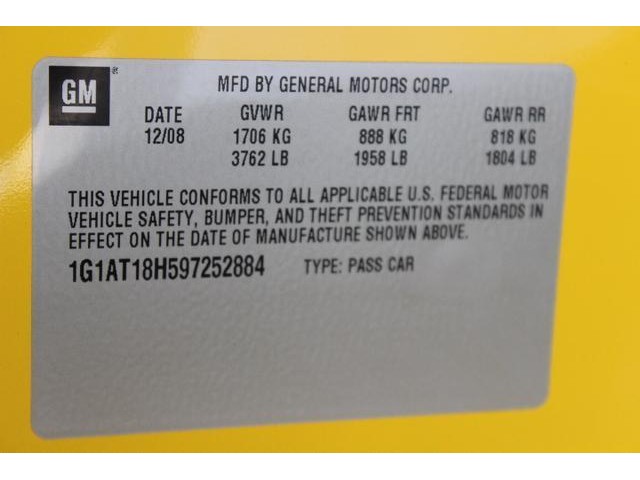 GM®
MFD BY GENERAL MOTORS CORP.
DATE GVWR GAWR FRT GAWR RR
12/08 1706 KG 888 KG 818 KG
3762 LB 1958 LB 1804 LB
THIS VEHICLE CONFORMS TO ALL APPLICABLE U.S. FEDERAL MOTOR
VEHICLE SAFETY, BUMPER, AND THEFT PREVENTION STANDARDS IN
EFFECT ON THE DATE OF MANUFACTURE SHOWN ABOVE.
1G1AT18H597252884 TYPE: PASS CAR